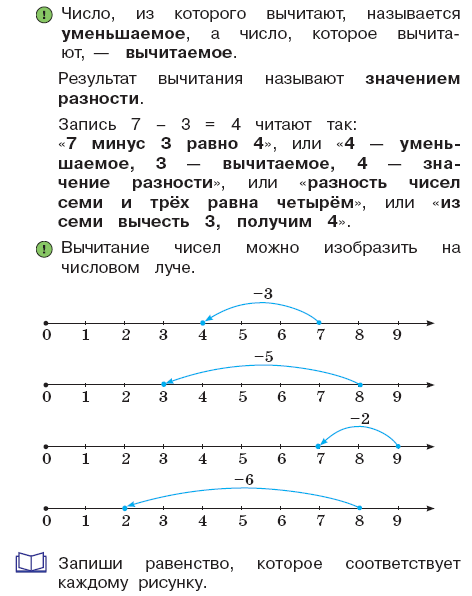 ! Число, из которого вычитают, называется
уменьшаемое, а число, которое вычита-
ют, — вычитаемое.
Результат вычитания называют значением
разности.
Запись 7 – 3 = 4 читают так:
«7 минус 3 равно 4», или «4 — умень-
шаемое, 3 — вычитаемое, 4 — зна-
чение разности», или «разность чисел
семи и трёх равна четырём», или «из
семи вычесть 3, получим 4».
! Вычитание чисел можно изобразить на
числовом луче.
–3
0 1 2 3 4 5 6 7 8 9
–5
0 1 2 3 4 5 6 7 8 9
–2
0 1 2 3 4 5 6 7 8 9
–6
0 1 2 3 4 5 6 7 8 9
Запиши равенство, которое соответствует
каждому рисунку.